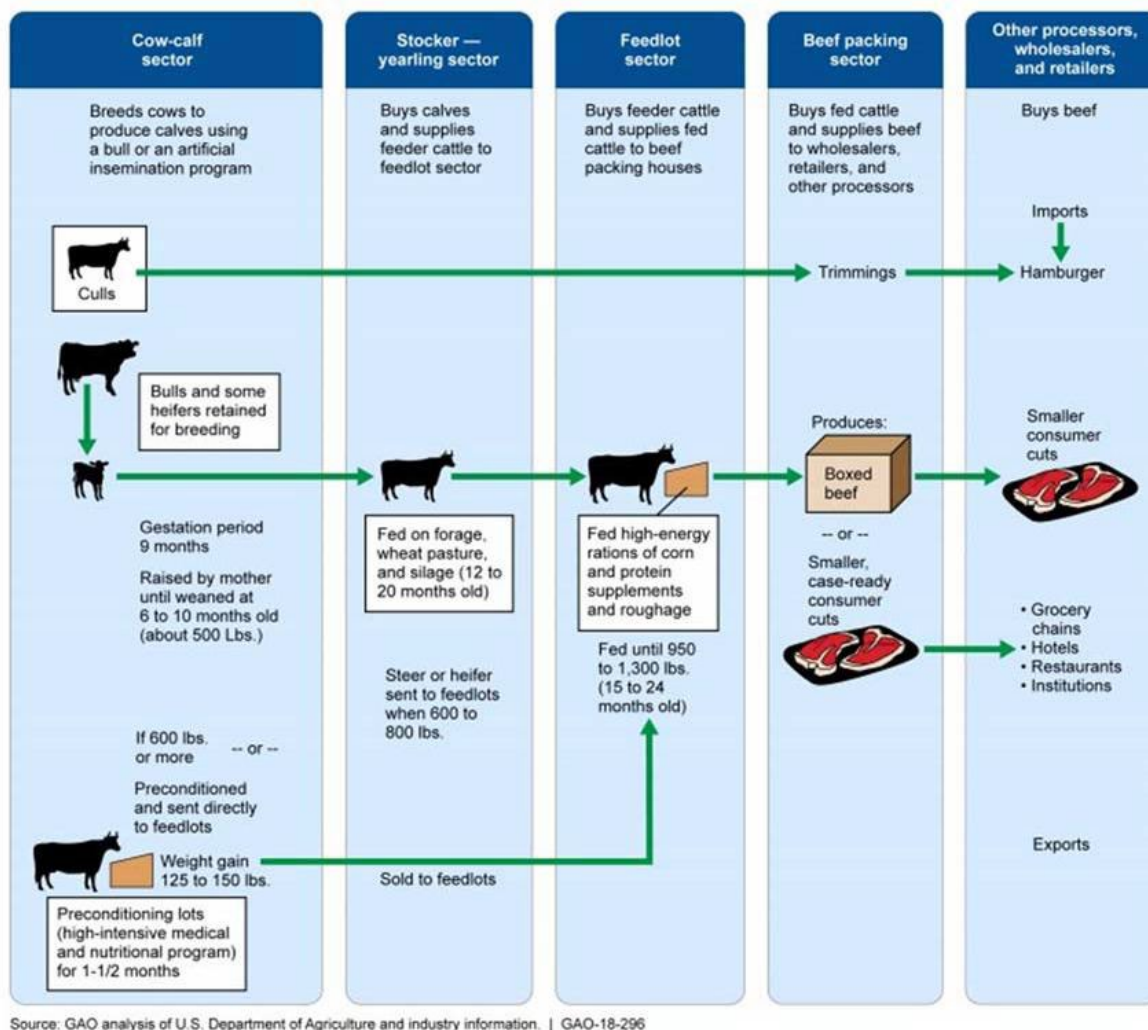 Cow-calf
sector
Breeds cows to
produce calves using
a bull or an artificial
insemination program
Culls
Bulls and some
heifers retained
for breeding
Gestation period
9 months
Raised by mother
until weaned at
6 to 10 months old
(about 500 Lbs.)
If 600 lbs.
or more
-- or --
Preconditioned
and sent directly
to feedlots
Weight gain
125 to 150 lbs.
Preconditioning lots
(high-intensive medical
and nutritional program)
for 1-1/2 months
Stocker —
yearling sector
Buys calves
and supplies
feeder cattle to
feedlot sector
Fed on forage,
wheat pasture,
and silage (12 to
20 months old)
Steer or heifer
sent to feedlots
when 600 to
800 lbs.
Sold to feedlots
Feedlot
sector
Buys feeder cattle
and supplies fed
cattle to beef
packing houses
Fed high-energy
rations of corn
and protein
supplements
and roughage
Fed until 950
to 1,300 lbs.
(15 to 24
months old)
Beef packing
sector
Buys fed cattle
and supplies beef
to wholesalers,
retailers, and
other processors
Trimmings
Produces:
Boxed
beef
-- or --
Smaller,
case-ready
consumer
cuts
Other processors,
wholesalers,
and retailers
Buys beef
Imports
Hamburger
Smaller
consumer
cuts
• Grocery
chains
• Hotels
• Restaurants
• Institutions
Exports
Source: GAO analysis of U.S. Department of Agriculture and industry information. | GAO-18-296